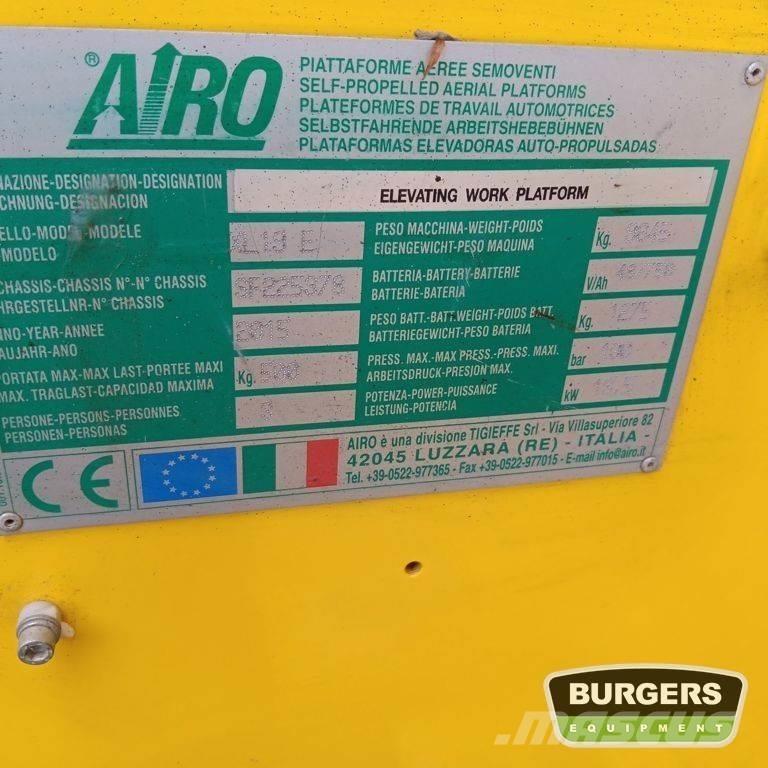 ® AIRO
PIATTAFORME AEREE SEMOVENTI
SELF-PROPELLED AERIAL PLATFORMS
PLATEFORMES DE TRAVAIL AUTOMOTRICES
SELBSTFAHRENDE ARBEITSHEBEBÜHNEN
PLATAFORMAS ELEVADORAS AUTO-PROPULSADAS
NAZIONE-DESIGNATION-DESIGNATION
CHNUNG-DESIGNACION
ELEVATING WORK PLATFORM
ELLO-MODEL-MODELE
MODELO
PESO MACCHINA-WEIGHT-POIDS
EIGENGEWICHT-PESO MAQUINA
Kg.
CHASSIS-CHASSIS N°-N° CHASSIS
HRGESTELLNR-N° CHASSIS
BATTERIA-BATTERY-BATTERIE
BATTERIE-BATERIA
V/Ah
NO-YEAR-ANNEE
AUJAHR-ANO
2015
PESO BATT.-BATT.WEIGHT-POIDS BATT.
BATTERIEGEWICHT-PESO BATERIA
Kg. 1275
PORTATA MAX-MAX LAST-PORTEE MAXI
MAX. TRAGLAST-CAPACIDAD MAXIMA
Kg. 500
PRESS. MAX.-MAX PRESS.-PRESS. MAXI.
ARBEITSDRUCK-PRESJON MAX.
bar
PERSONE-PERSONS-PERSONNES
PERSONEN-PERSONAS
POTENZA-POWER-PUISSANCE
LEISTUNG-POTENCIA
kW
CE
AIRO è una divisione TIGIEFFE Srl - Via Villasuperiore 82
42045 LUZZARA (RE) - ITALIA -
Tel. +39-0522-977365 - Fax +39-0522-977015 - E-mail info@airo.it
BURGERS
EQUIPMENT
MASCUS